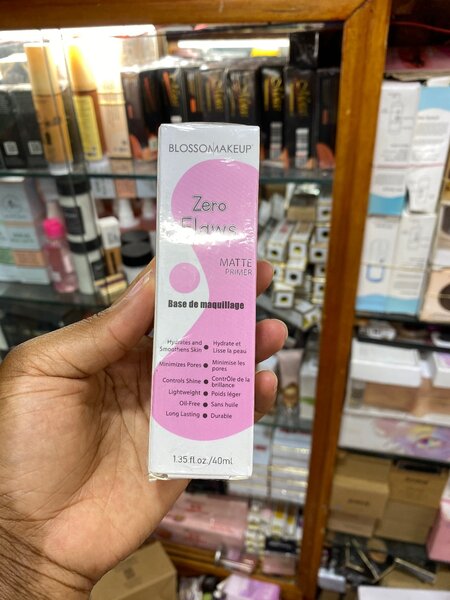 BLOSSOMAKEUP
Zero
Flaws
MATTE
PRIMER
Base de maquillage
Hydrates and Smoothens Skin • Hydrate et Lisse la peau
Minimizes Pores • Minimise les pores
Controls Shine • ContrÔle de la brillance
Lightweight • Poids léger
Oil-Free • Sans huile
Long Lasting • Durable
1.35 fl.oz./40ml